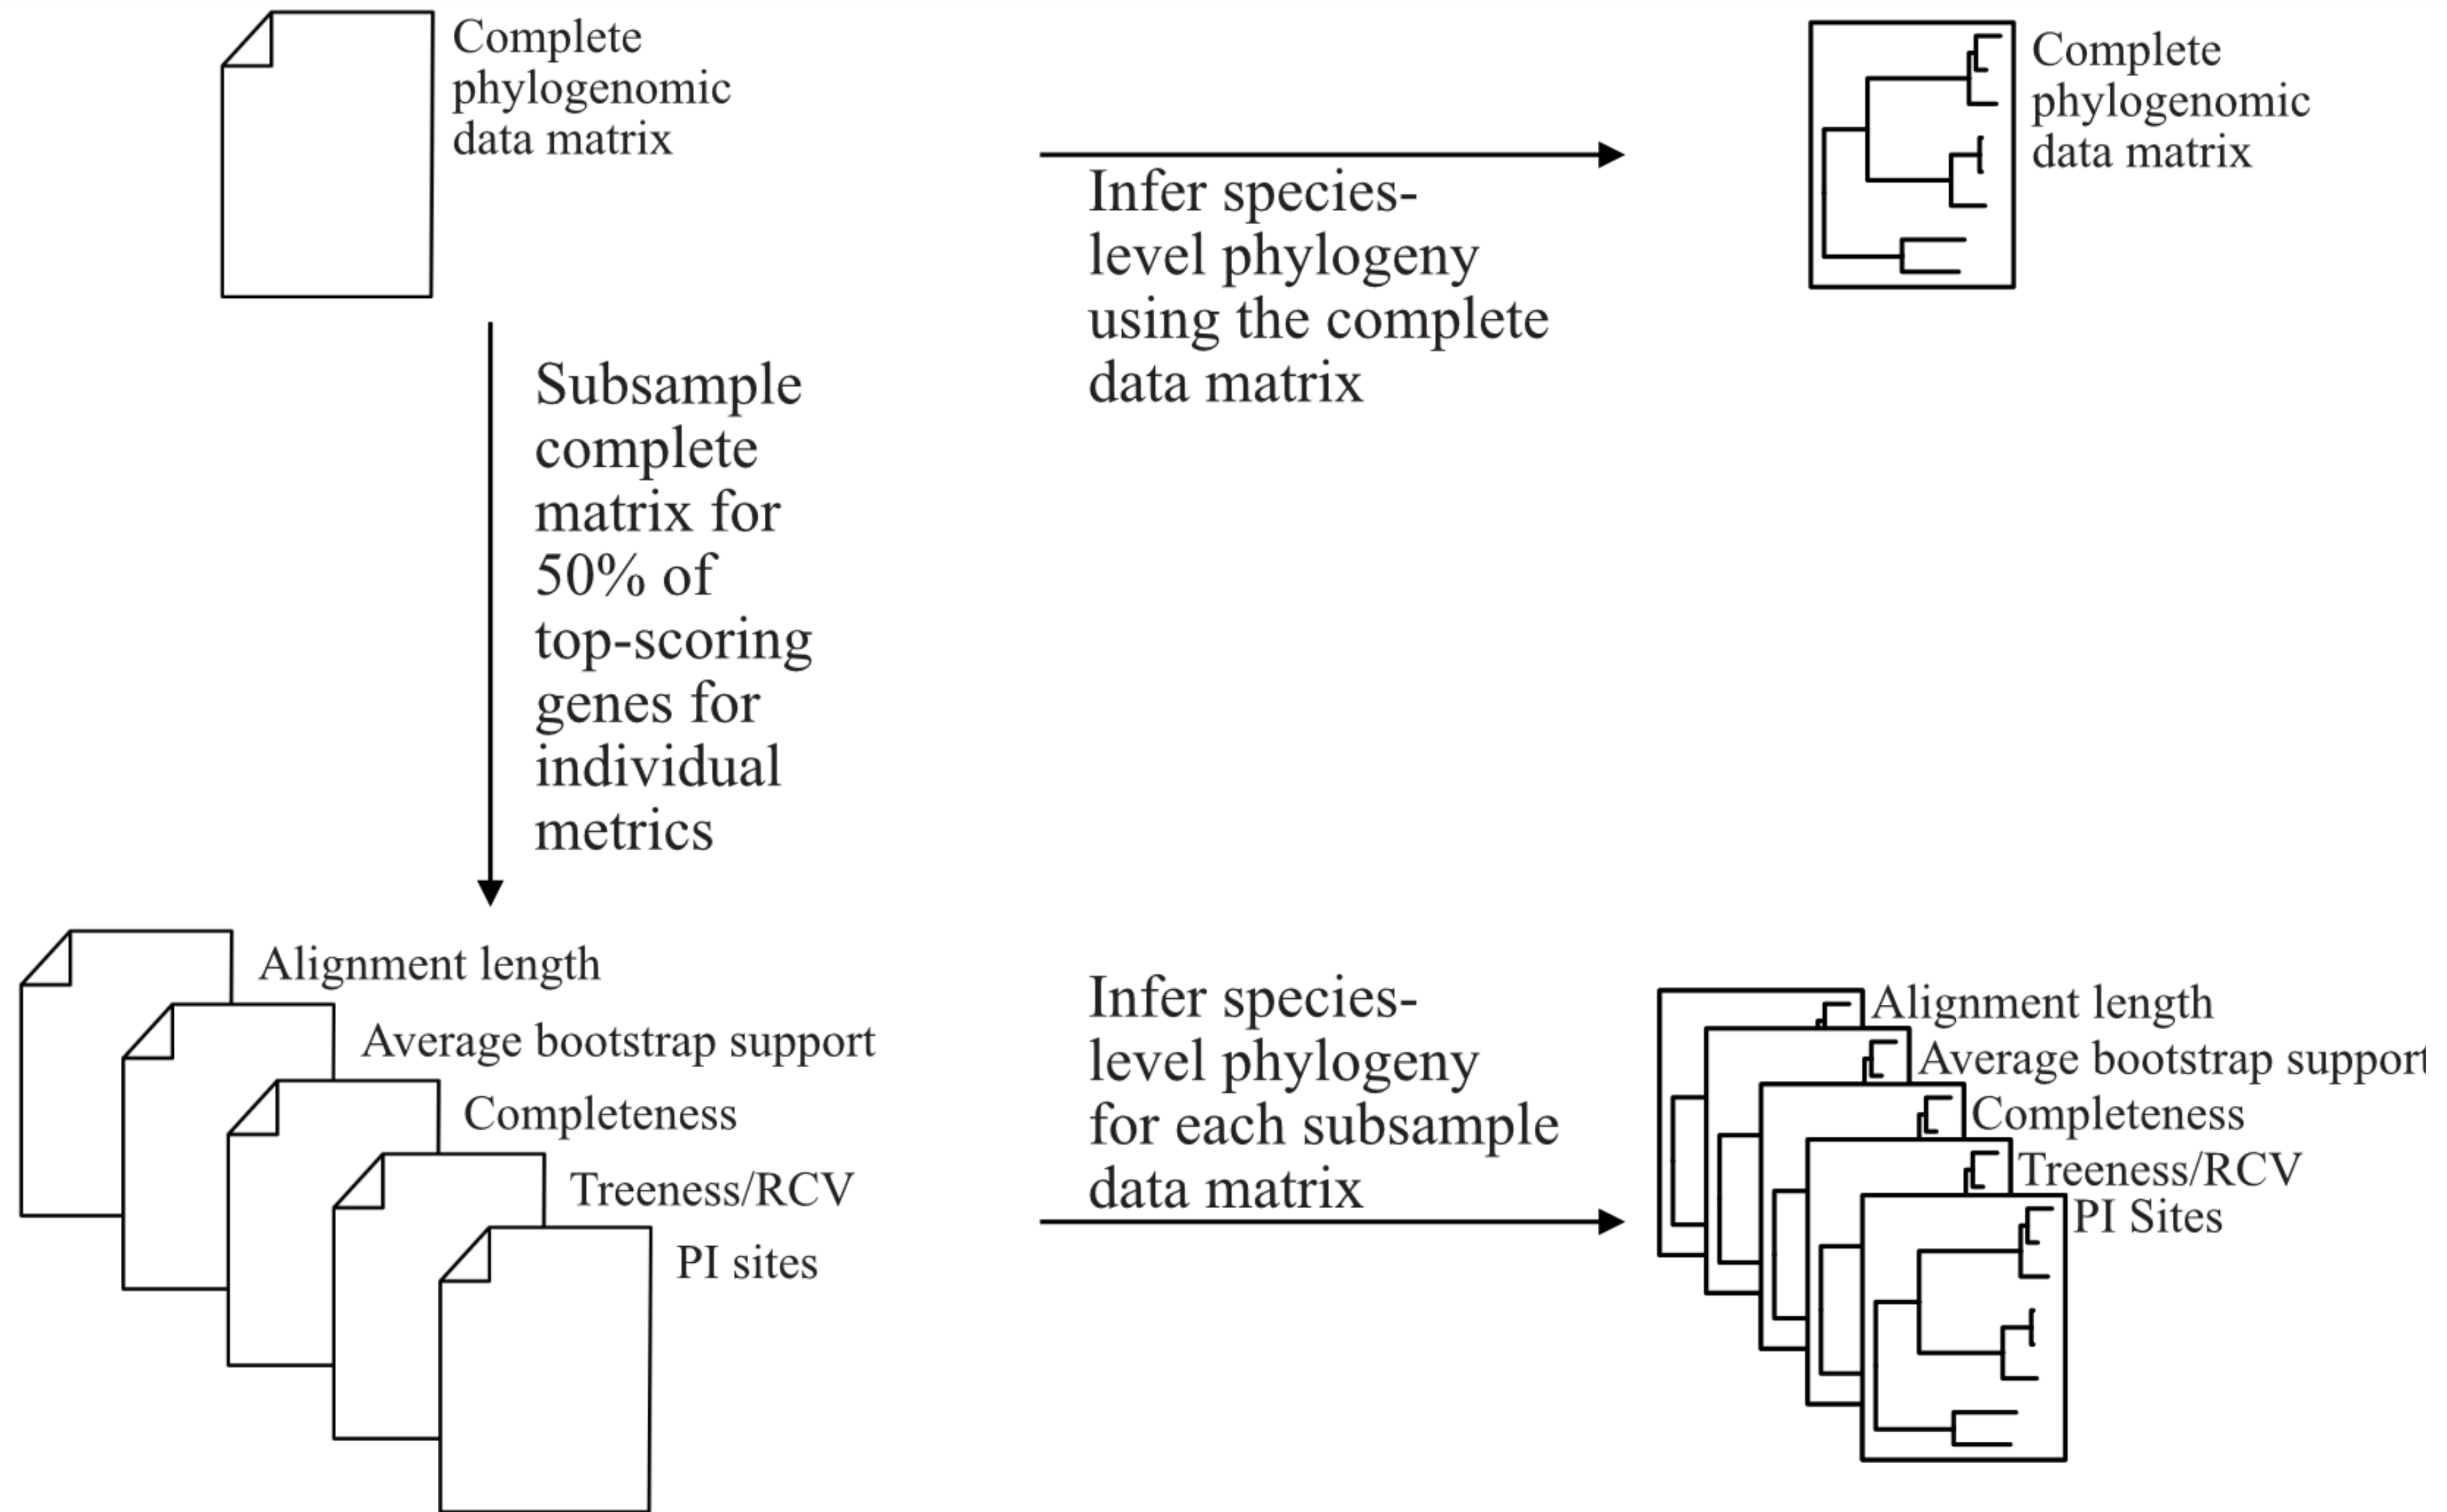 Complete
phylogenomic
data matrix
Complete
phylogenomic
data matrix
Infer species-
level phylogeny
using the complete
data matrix
Subsample
complete
matrix for
50% of
top-scoring
genes for
individual
metrics
Alignment length
Average bootstrap support
Completeness
Treeness/RCV
PI sites
Infer species-
level phylogeny
for each subsample
data matrix
Alignment length
Average bootstrap support
Completeness
Treeness/RCV
PI Sites